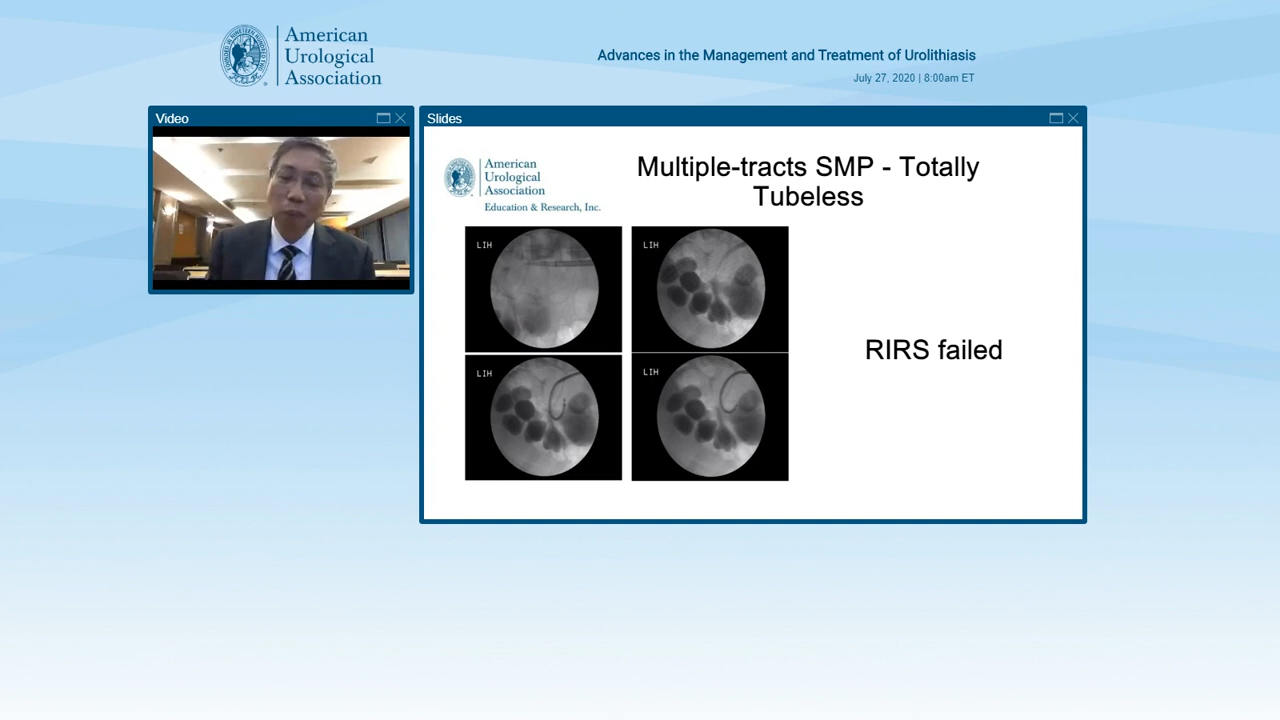 American
Urological
Association
Advances in the Management and Treatment of Urolithiasis
July 27, 2020 | 8:00am ET
Video
Slides
American
Urological
Association
Education & Research, Inc.
Multiple-tracts SMP - Totally
Tubeless
LIH
LIH
LIH
LIH
RIRS failed